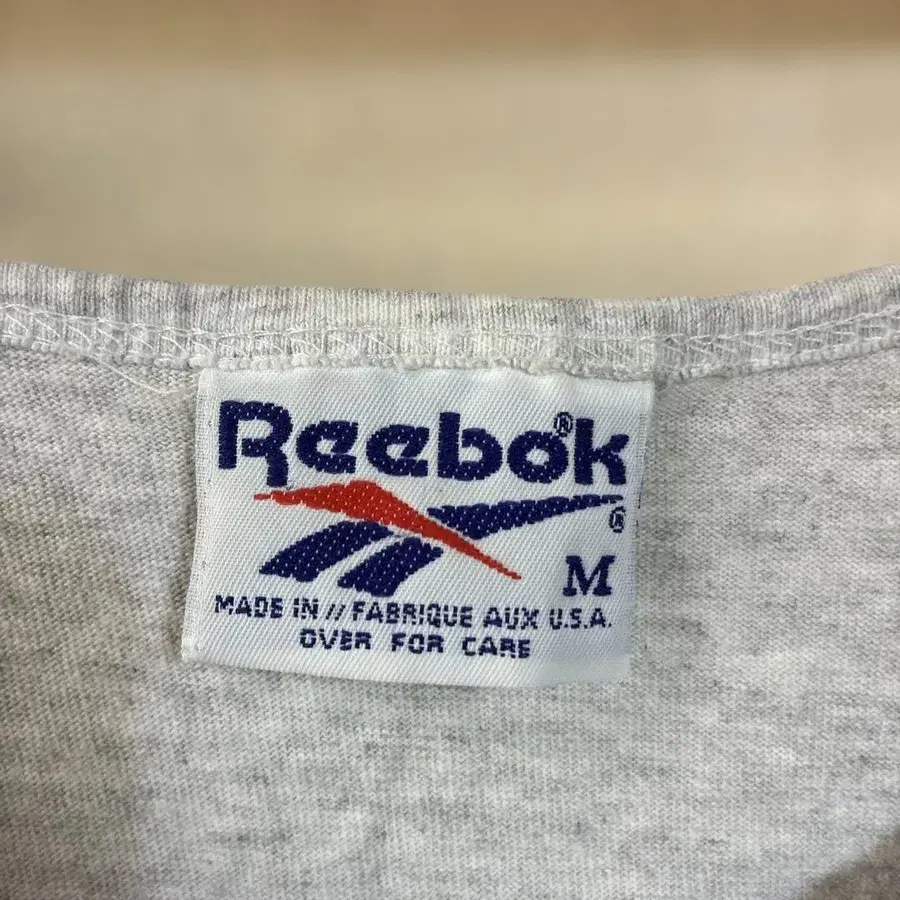 Reebok®
®
M
MADE IN // FABRIQUE AUX U.S.A.
OVER FOR CARE